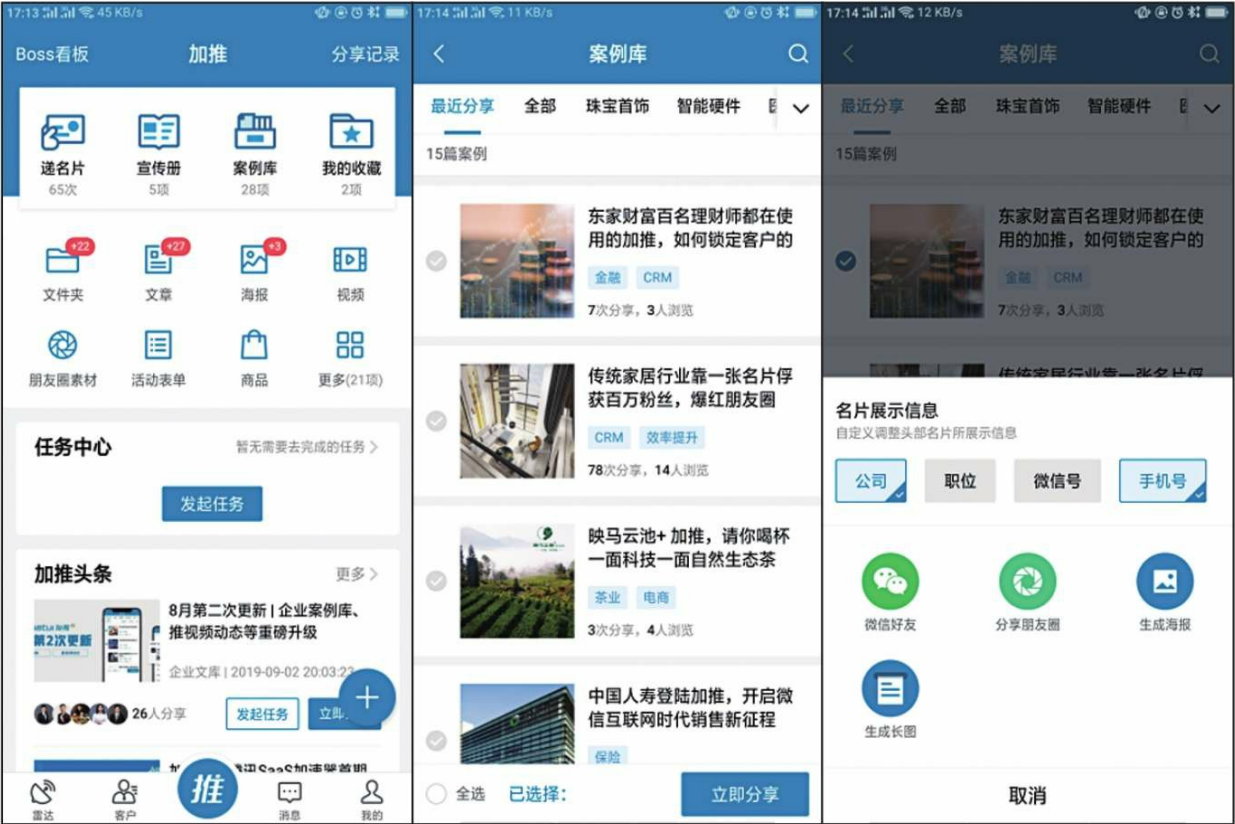 17:13 45 KB/s
Boss看板 加推 分享记录
递名片 宣传册 案例库 我的收藏
65次 5项 28项 2项
+22 +27 +3
文件夹 文章 海报 视频
朋友圈素材 活动表单 商品 更多(21项)
任务中心 暂无需要去完成的任务
发起任务
加推头条 更多
第2次更新
8月第二次更新 | 企业案例库、
推视频动态等重磅升级
企业文库 | 2019-09-02 20:03:23
26人分享 发起任务 立即
雷达 客户 推 消息 我的
17:14 11 KB/s
案例库
最近分享 全部 珠宝首饰 智能硬件
15篇案例
东家财富百名理财师都在使
用的加推，如何锁定客户的
金融 CRM
7次分享，3人浏览
传统家居行业靠一张名片俘
获百万粉丝，爆红朋友圈
CRM 效率提升
78次分享，14人浏览
映马云池+ 加推，请你喝杯
一面科技一面自然生态茶
茶业 电商
3次分享，4人浏览
中国人寿登陆加推，开启微
信互联网时代销售新征程
保险
全选 已选择： 立即分享
17:14 12 KB/s
案例库
最近分享 全部 珠宝首饰 智能硬件
15篇案例
东家财富百名理财师都在使
用的加推，如何锁定客户的
金融 CRM
7次分享，3人浏览
传统家居行业靠一张名片俘
名片展示信息
自定义调整头部名片所展示信息
公司 职位 微信号 手机号
微信好友 分享朋友圈 生成海报
生成长图
取消